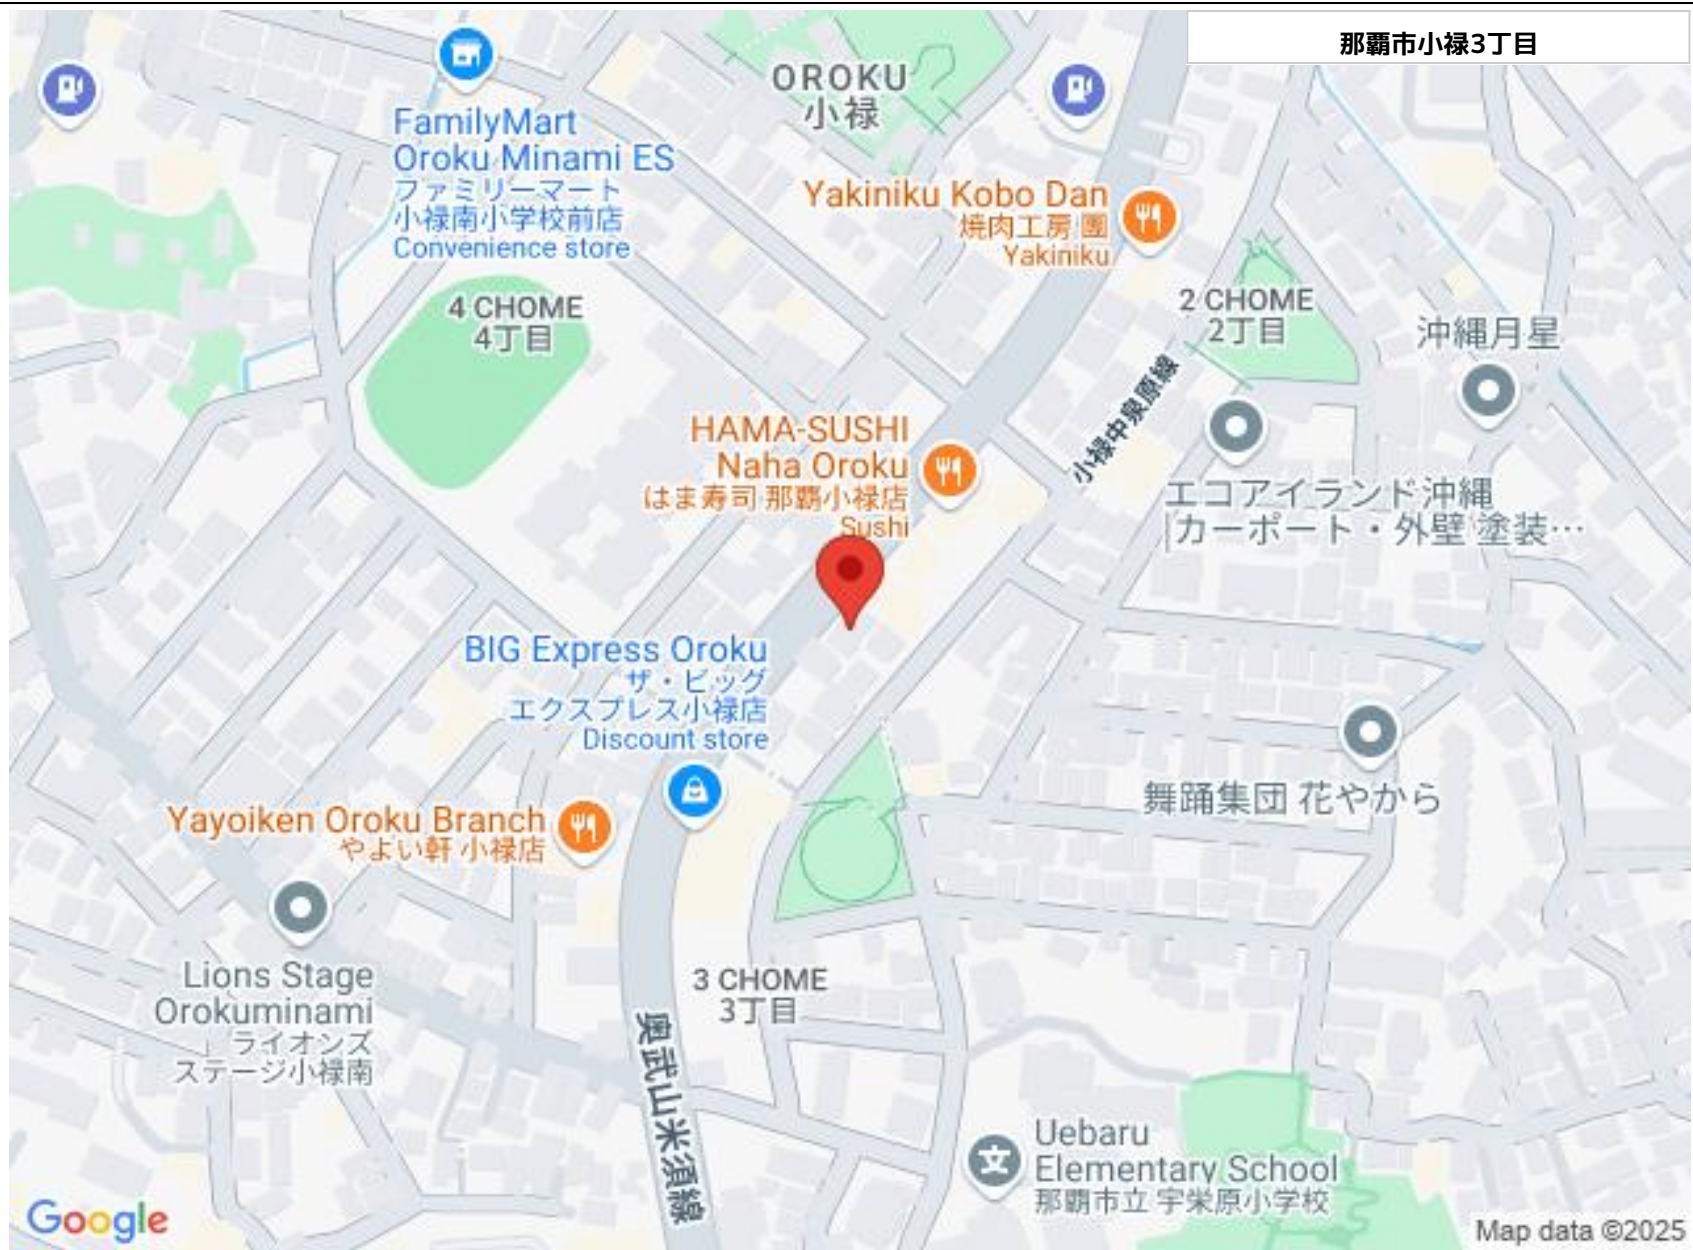 那覇市小禄3丁目
OROKU
小禄
FamilyMart
Oroku Minami ES
ファミリーマート
小禄南小学校前店
Convenience store
Yakiniku Kobo Dan
焼肉工房 團
Yakiniku
4 CHOME
4丁目
2 CHOME
2丁目
沖縄月星
小禄中泉原線
HAMA-SUSHI
Naha Oroku
はま寿司 那覇小禄店
Sushi
エコアイランド沖縄
|カーポート・外壁 塗装…
BIG Express Oroku
ザ・ビッグ
エクスプレス小禄店
Discount store
舞踊集団 花やから
Yayoiken Oroku Branch
やよい軒 小禄店
Lions Stage
Orokuminami
ライオンズ
ステージ小禄南
3 CHOME
3丁目
奥武山米須線
Uebaru
Elementary School
那覇市立 宇栄原小学校
Google
Map data ©2025